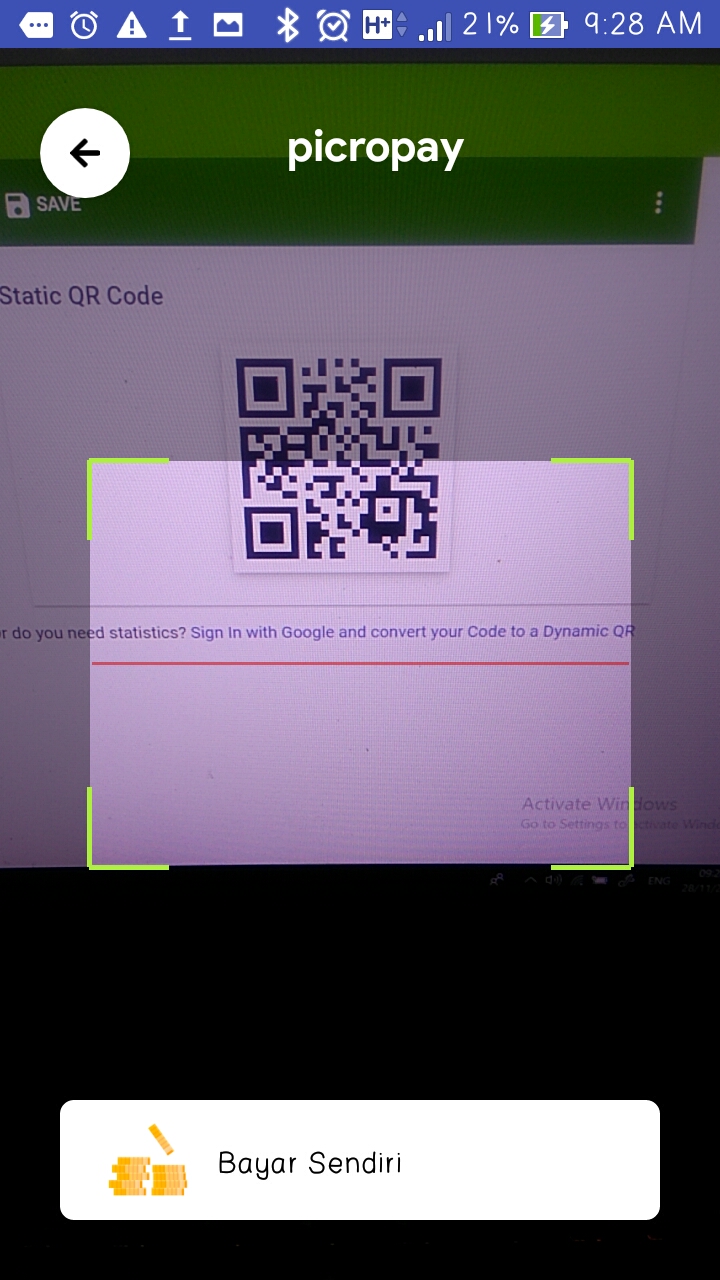 21% 9:28 AM
picropay
SAVE
Static QR Code
r do you need statistics? Sign In with Google and convert your Code to a Dynamic QR
Activate Windows
Go to Settings to activate Wind
ENG
Bayar Sendiri